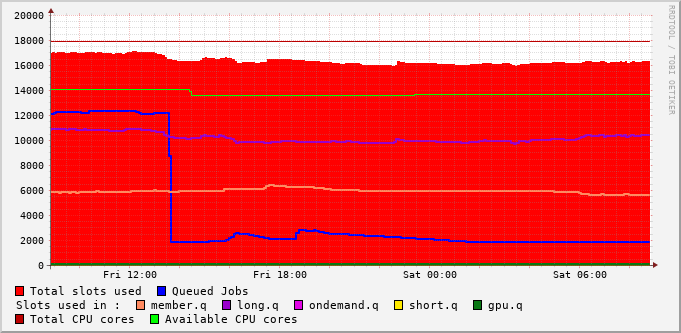 RRDTOOL / TOBI OETIKER
20000
18000
16000
14000
12000
10000
8000
6000
4000
2000
0
Fri 12:00 Fri 18:00 Sat 00:00 Sat 06:00
Total slots used Queued Jobs
Slots used in : member.q long.q ondemand.q short.q gpu.q
Total CPU cores Available CPU cores